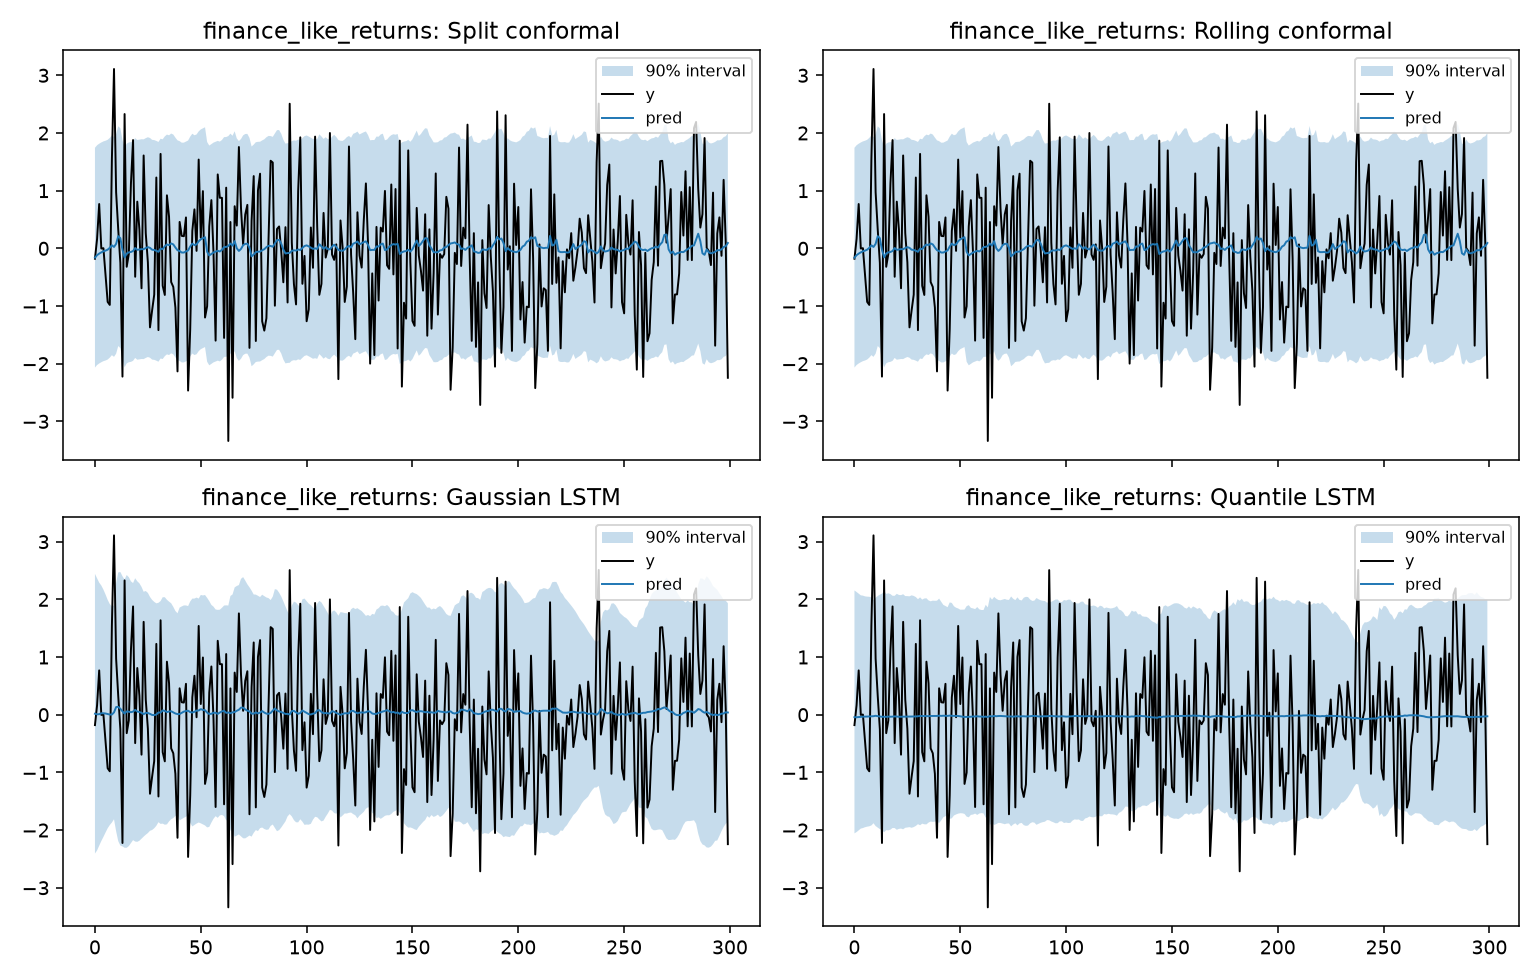 finance_like_returns: Split conformal
3
2
1
0
−1
−2
−3
90% interval
y
pred
finance_like_returns: Rolling conformal
3
2
1
0
−1
−2
−3
90% interval
y
pred
finance_like_returns: Gaussian LSTM
3
2
1
0
−1
−2
−3
90% interval
y
pred
0
50
100
150
200
250
300
finance_like_returns: Quantile LSTM
3
2
1
0
−1
−2
−3
90% interval
y
pred
0
50
100
150
200
250
300